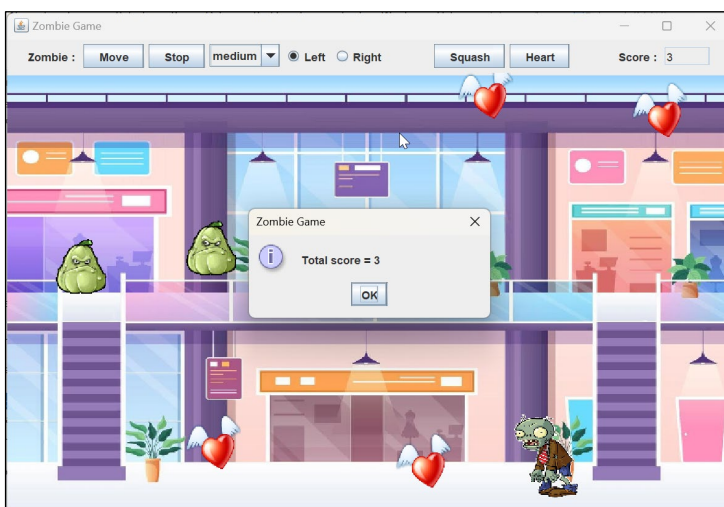 Zombie Game
Zombie : Move Stop medium Left Right Squash Heart Score : 3
Zombie Game
i Total score = 3
OK